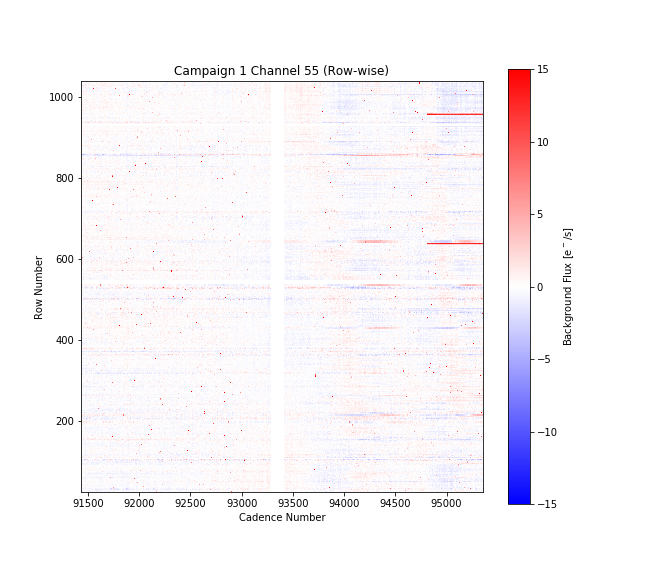 Campaign 1 Channel 55 (Row-wise)
1000
800
600
400
200
Row Number
91500 92000 92500 93000 93500 94000 94500 95000
Cadence Number
15
10
5
0
−5
−10
−15
Background Flux [e⁻/s]